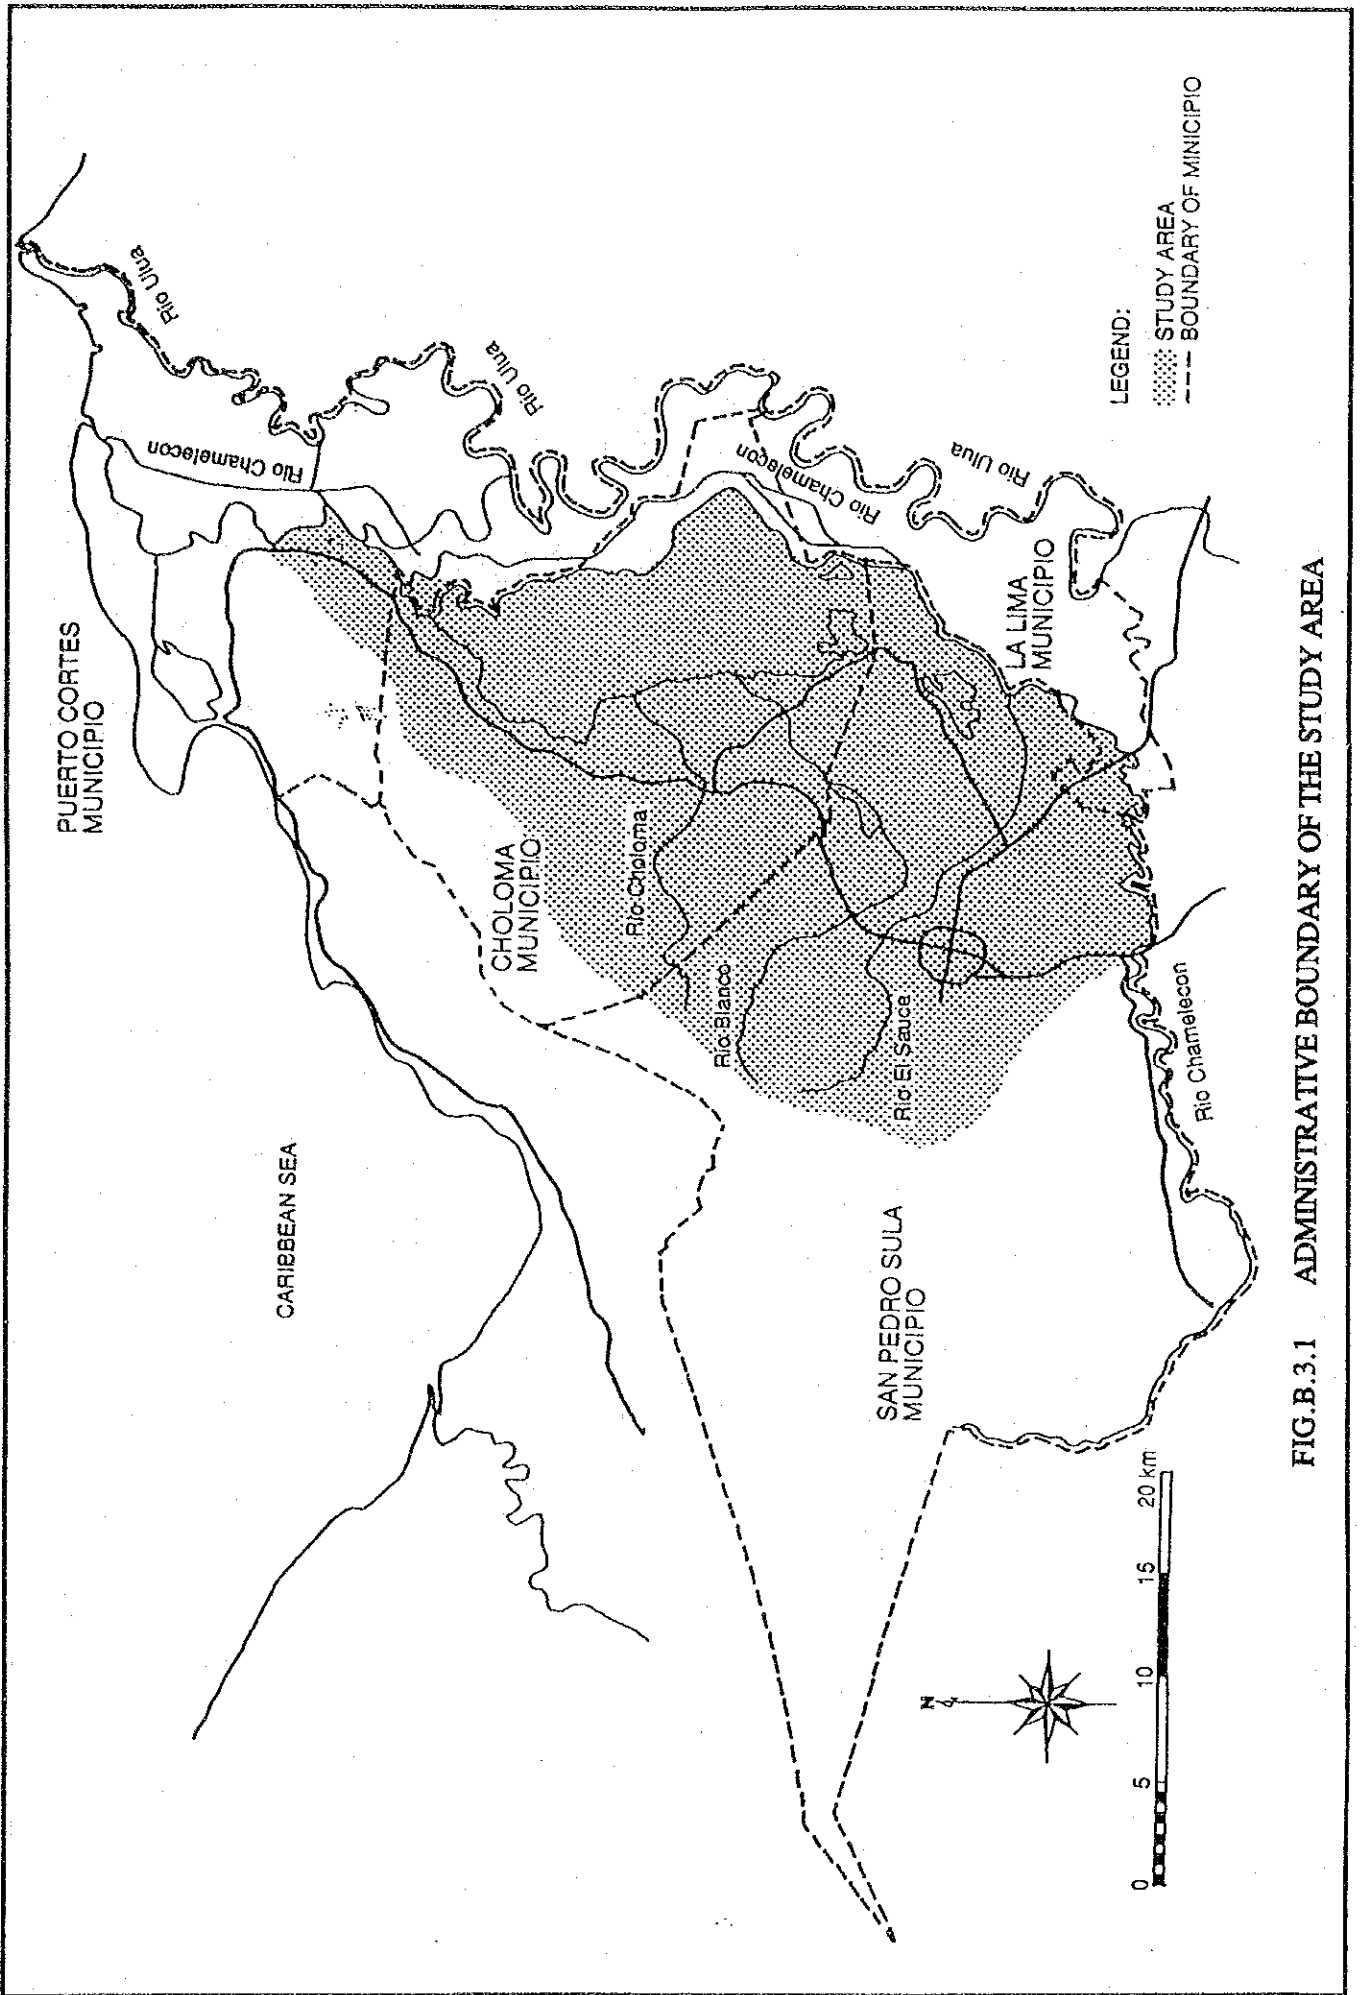 PUERTO CORTES
MUNICIPIO
Rio Ulua
Rio Chamelecon
Rio Ulua
CARIBBEAN SEA
CHOLOMA
MUNICIPIO
Rio Choloma
Rio Chamelecon
Rio Ulua
Rio Blanco
Rio El Sauce
LA LIMA
MUNICIPIO
SAN PEDRO SULA
MUNICIPIO
Rio Chamelecon
N
0 5 10 15 20 km
LEGEND:
STUDY AREA
BOUNDARY OF MINICIPIO
FIG.B.3.1 ADMINISTRATIVE BOUNDARY OF THE STUDY AREA